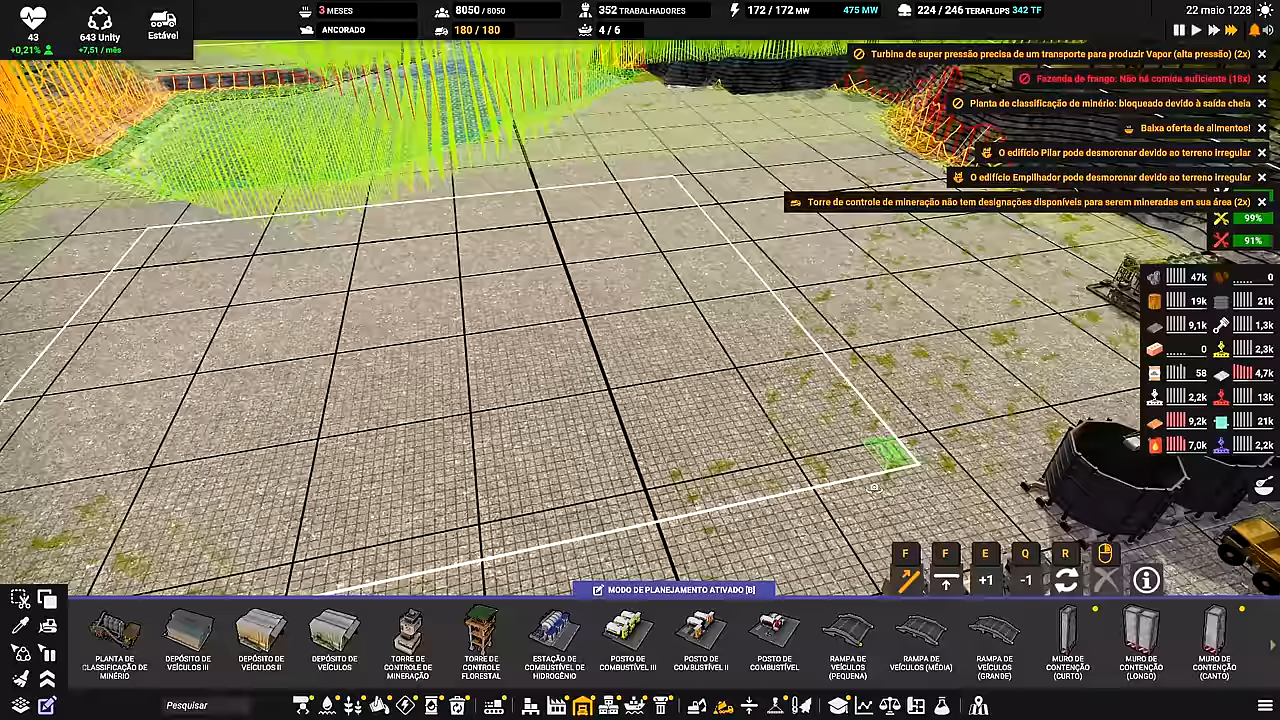 43
+0,21%
643 Unity
+7,51 / mês
Estável
3 MESES
ANCORADO
8050 / 8050
180 / 180
352 TRABALHADORES
4 / 6
172 / 172 MW
475 MW
224 / 246 TERAFLOPS
342 TF
22 maio 1228
Turbina de super pressão precisa de um transporte para produzir Vapor (alta pressão) (2x)
Fazenda de frango: Não há comida suficiente (18x)
Planta de classificação de minério: bloqueado devido à saída cheia
Baixa oferta de alimentos!
O edifício Pilar pode desmoronar devido ao terreno irregular
O edifício Empilhador pode desmoronar devido ao terreno irregular
Torre de controle de mineração não tem designações disponíveis para serem mineradas em sua área (2x)
99%
91%
47k 0
19k 21k
9,1k 1,3k
0 2,3k
58 4,7k
2,2k 13k
9,2k 21k
7,0k 2,2k
F F E Q R
+1 -1
MODO DE PLANEJAMENTO ATIVADO [B]
PLANTA DE CLASSIFICAÇÃO DE MINÉRIO
DEPÓSITO DE VEÍCULOS III
DEPÓSITO DE VEÍCULOS II
DEPÓSITO DE VEÍCULOS
TORRE DE CONTROLE DE MINERAÇÃO
TORRE DE CONTROLE FLORESTAL
ESTAÇÃO DE COMBUSTÍVEL DE HIDROGÊNIO
POSTO DE COMBUSTÍVEL III
POSTO DE COMBUSTÍVEL II
POSTO DE COMBUSTÍVEL
RAMPA DE VEÍCULOS (PEQUENA)
RAMPA DE VEÍCULOS (MÉDIA)
RAMPA DE VEÍCULOS (GRANDE)
MURO DE CONTENÇÃO (CURTO)
MURO DE CONTENÇÃO (LONGO)
MURO DE CONTENÇÃO (CANTO)
Pesquisar